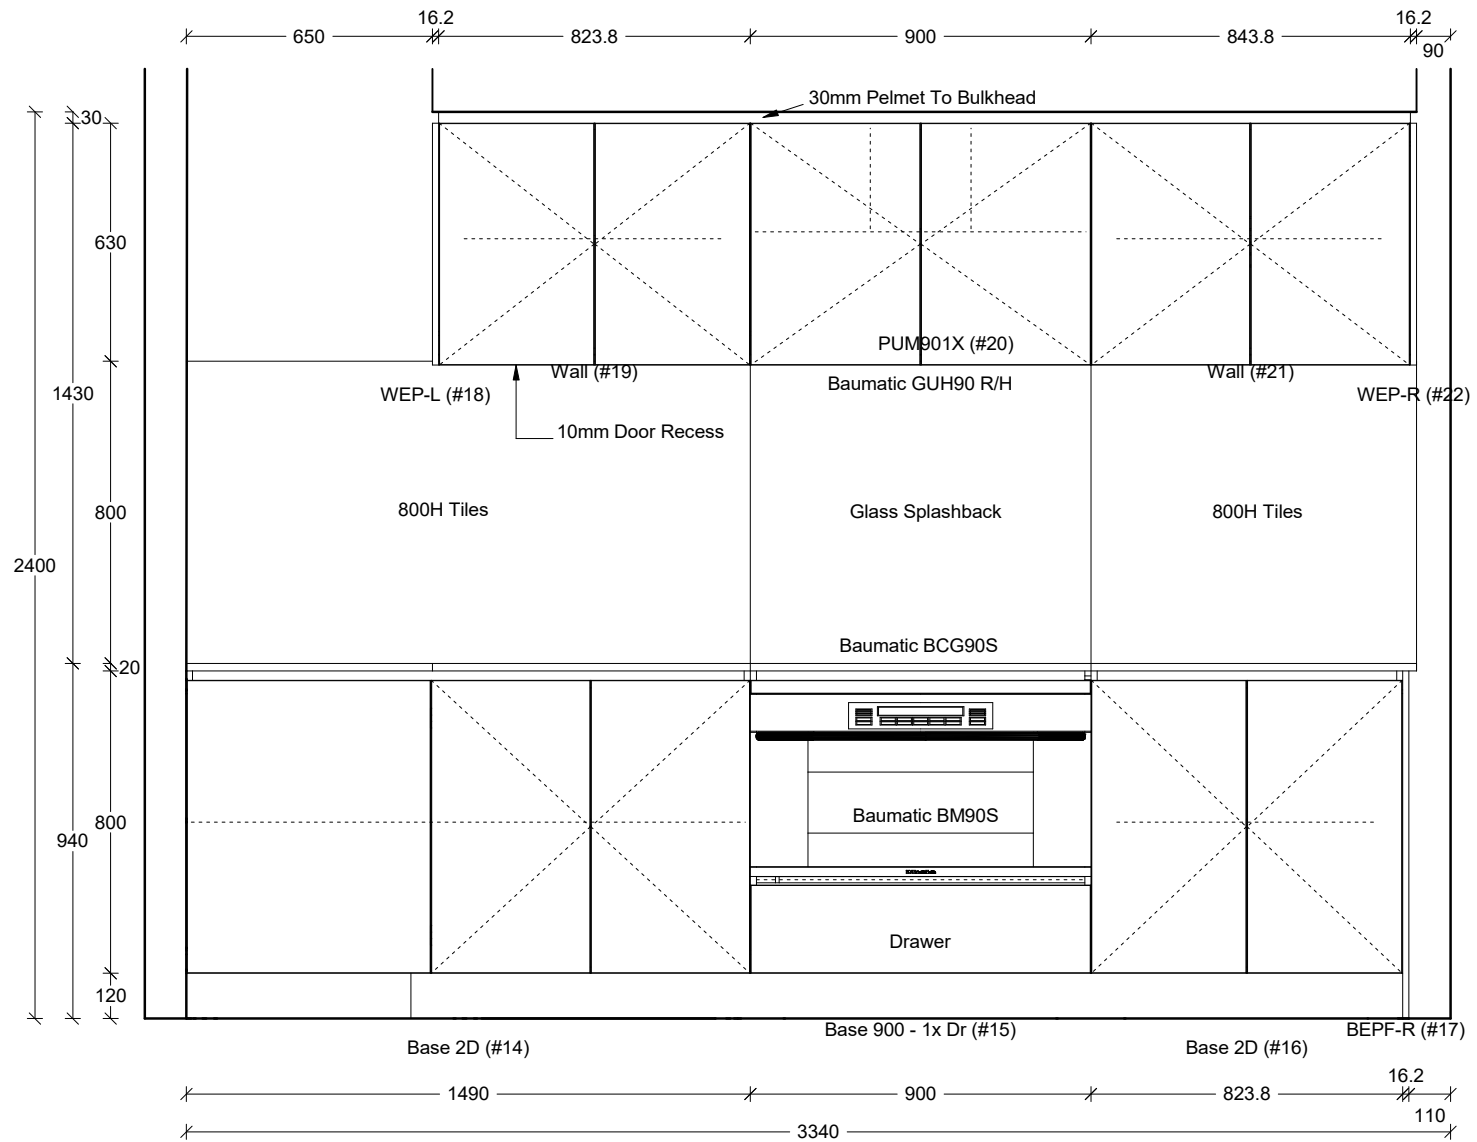 16.2
16.2
650
823.8
900
843.8
90
30mm Pelmet To Bulkhead
30
630
PUM901X (#20)
Wall (#19)
Wall (#21)
Baumatic GUH90 R/H
WEP-L (#18)
WEP-R (#22)
1430
10mm Door Recess
800
800H Tiles
Glass Splashback
800H Tiles
2400
Baumatic BCG90S
20
800
Baumatic BM90S
940
Drawer
120
Base 900 - 1x Dr (#15)
BEPF-R (#17)
Base 2D (#14)
Base 2D (#16)
16.2
1490
900
823.8
110
3340